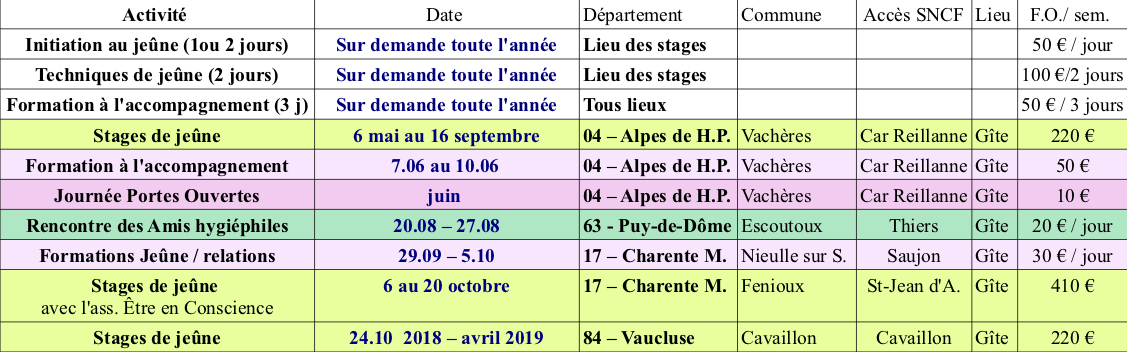 Activité Date Département Commune Accès SNCF Lieu F.O./ sem.
Initiation au jeûne (1ou 2 jours) Sur demande toute l'année Lieu des stages 50 € / jour
Techniques de jeûne (2 jours) Sur demande toute l'année Lieu des stages 100 €/2 jours
Formation à l'accompagnement (3 j) Sur demande toute l'année Tous lieux 50 € / 3 jours
Stages de jeûne 6 mai au 16 septembre 04 – Alpes de H.P. Vachères Car Reillanne Gîte 220 €
Formation à l'accompagnement 7.06 au 10.06 04 – Alpes de H.P. Vachères Car Reillanne Gîte 50 €
Journée Portes Ouvertes juin 04 – Alpes de H.P. Vachères Car Reillanne Gîte 10 €
Rencontre des Amis hygiéphiles 20.08 – 27.08 63 - Puy-de-Dôme Escoutoux Thiers Gîte 20 € / jour
Formations Jeûne / relations 29.09 – 5.10 17 – Charente M. Nieulle sur S. Saujon Gîte 30 € / jour
Stages de jeûne 6 au 20 octobre 17 – Charente M. Fenioux St-Jean d'A. Gîte 410 €
avec l'ass. Être en Conscience
Stages de jeûne 24.10 2018 – avril 2019 84 – Vaucluse Cavaillon Cavaillon Gîte 220 €